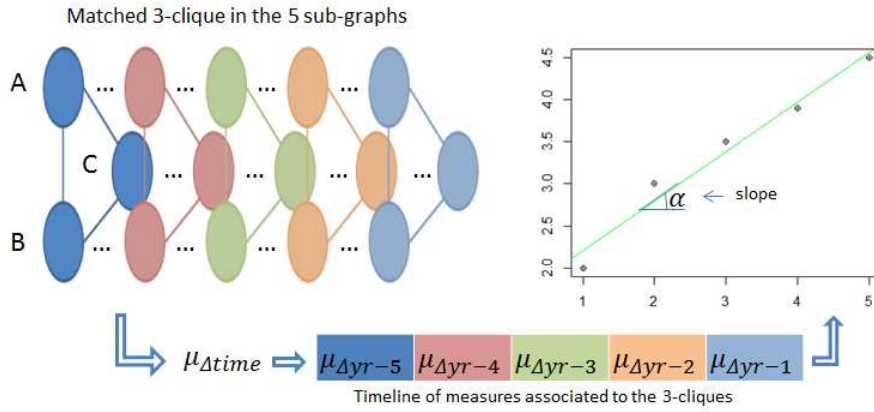 Matched 3-clique in the 5 sub-graphs
A ... ... ... ...
C ... ... ... ...
B ... ... ... ...
4.5
4.0
3.5
3.0
2.5
2.0
α
slope
1 2 3 4 5
μΔtime
μΔyr−5 μΔyr−4 μΔyr−3 μΔyr−2 μΔyr−1
Timeline of measures associated to the 3-cliques